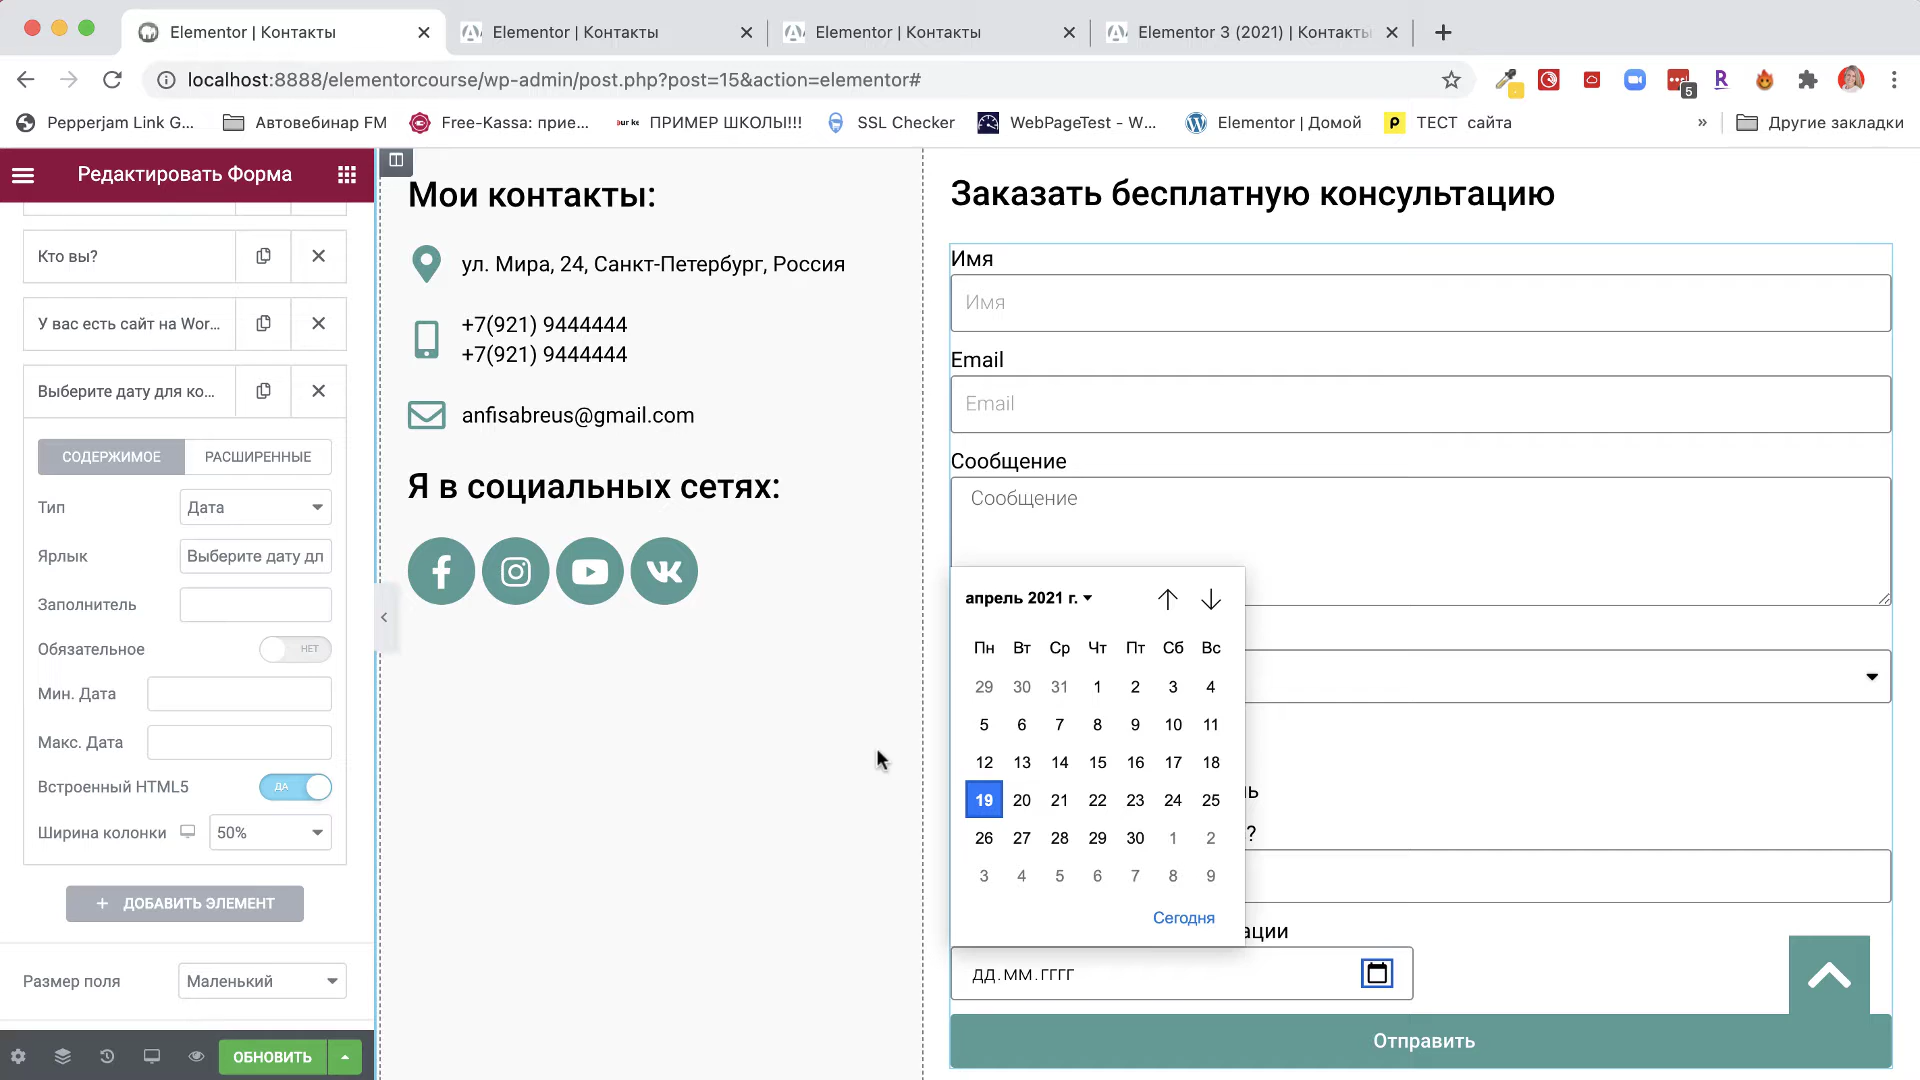 Elementor | Контакты
Elementor | Контакты
Elementor | Контакты
Elementor 3 (2021) | Контакты
localhost:8888/elementorcourse/wp-admin/post.php?post=15&action=elementor#
5
R
Pepperjam Link G...
Автовебинар FM
Free-Kassa: прие...
ПРИМЕР ШКОЛЫ!!!
SSL Checker
WebPageTest - W...
Elementor | Домой
ТЕСТ сайта
»
Другие закладки
Редактировать Форма
Кто вы?
У вас есть сайт на Wor...
Выберите дату для ко...
СОДЕРЖИМОЕ
РАСШИРЕННЫЕ
Тип
Дата
Ярлык
Выберите дату дл
Заполнитель
Обязательное
НЕТ
Мин. Дата
Макс. Дата
Встроенный HTML5
ДА
Ширина колонки
50%
+ ДОБАВИТЬ ЭЛЕМЕНТ
Размер поля
Маленький
ОБНОВИТЬ
Мои контакты:
ул. Мира, 24, Санкт-Петербург, Россия
+7(921) 9444444
+7(921) 9444444
anfisabreus@gmail.com
Я в социальных сетях:
Заказать бесплатную консультацию
Имя
Имя
Email
Email
Сообщение
Сообщение
апрель 2021 г.
Пн Вт Ср Чт Пт Сб Вс
29 30 31 1 2 3 4
5 6 7 8 9 10 11
12 13 14 15 16 17 18
19 20 21 22 23 24 25
26 27 28 29 30 1 2
3 4 5 6 7 8 9
Сегодня
ь
?
ации
ДД.ММ.ГГГГ
Отправить